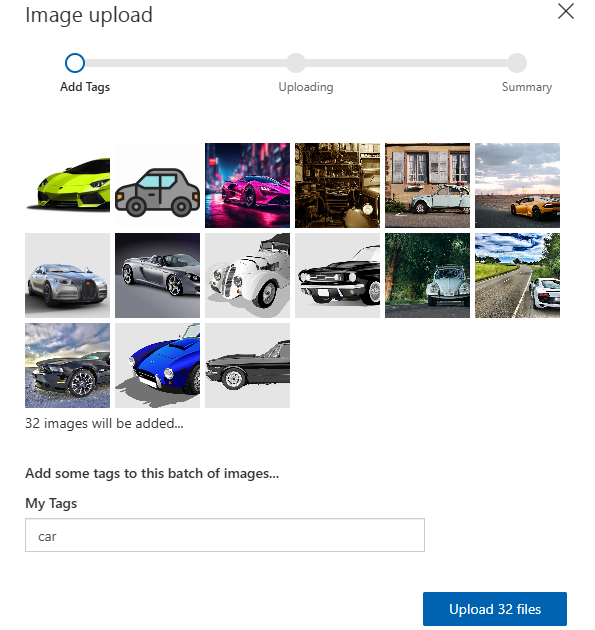 Image upload
Add Tags
Uploading
Summary
32 images will be added...
Add some tags to this batch of images...
My Tags
car
Upload 32 files